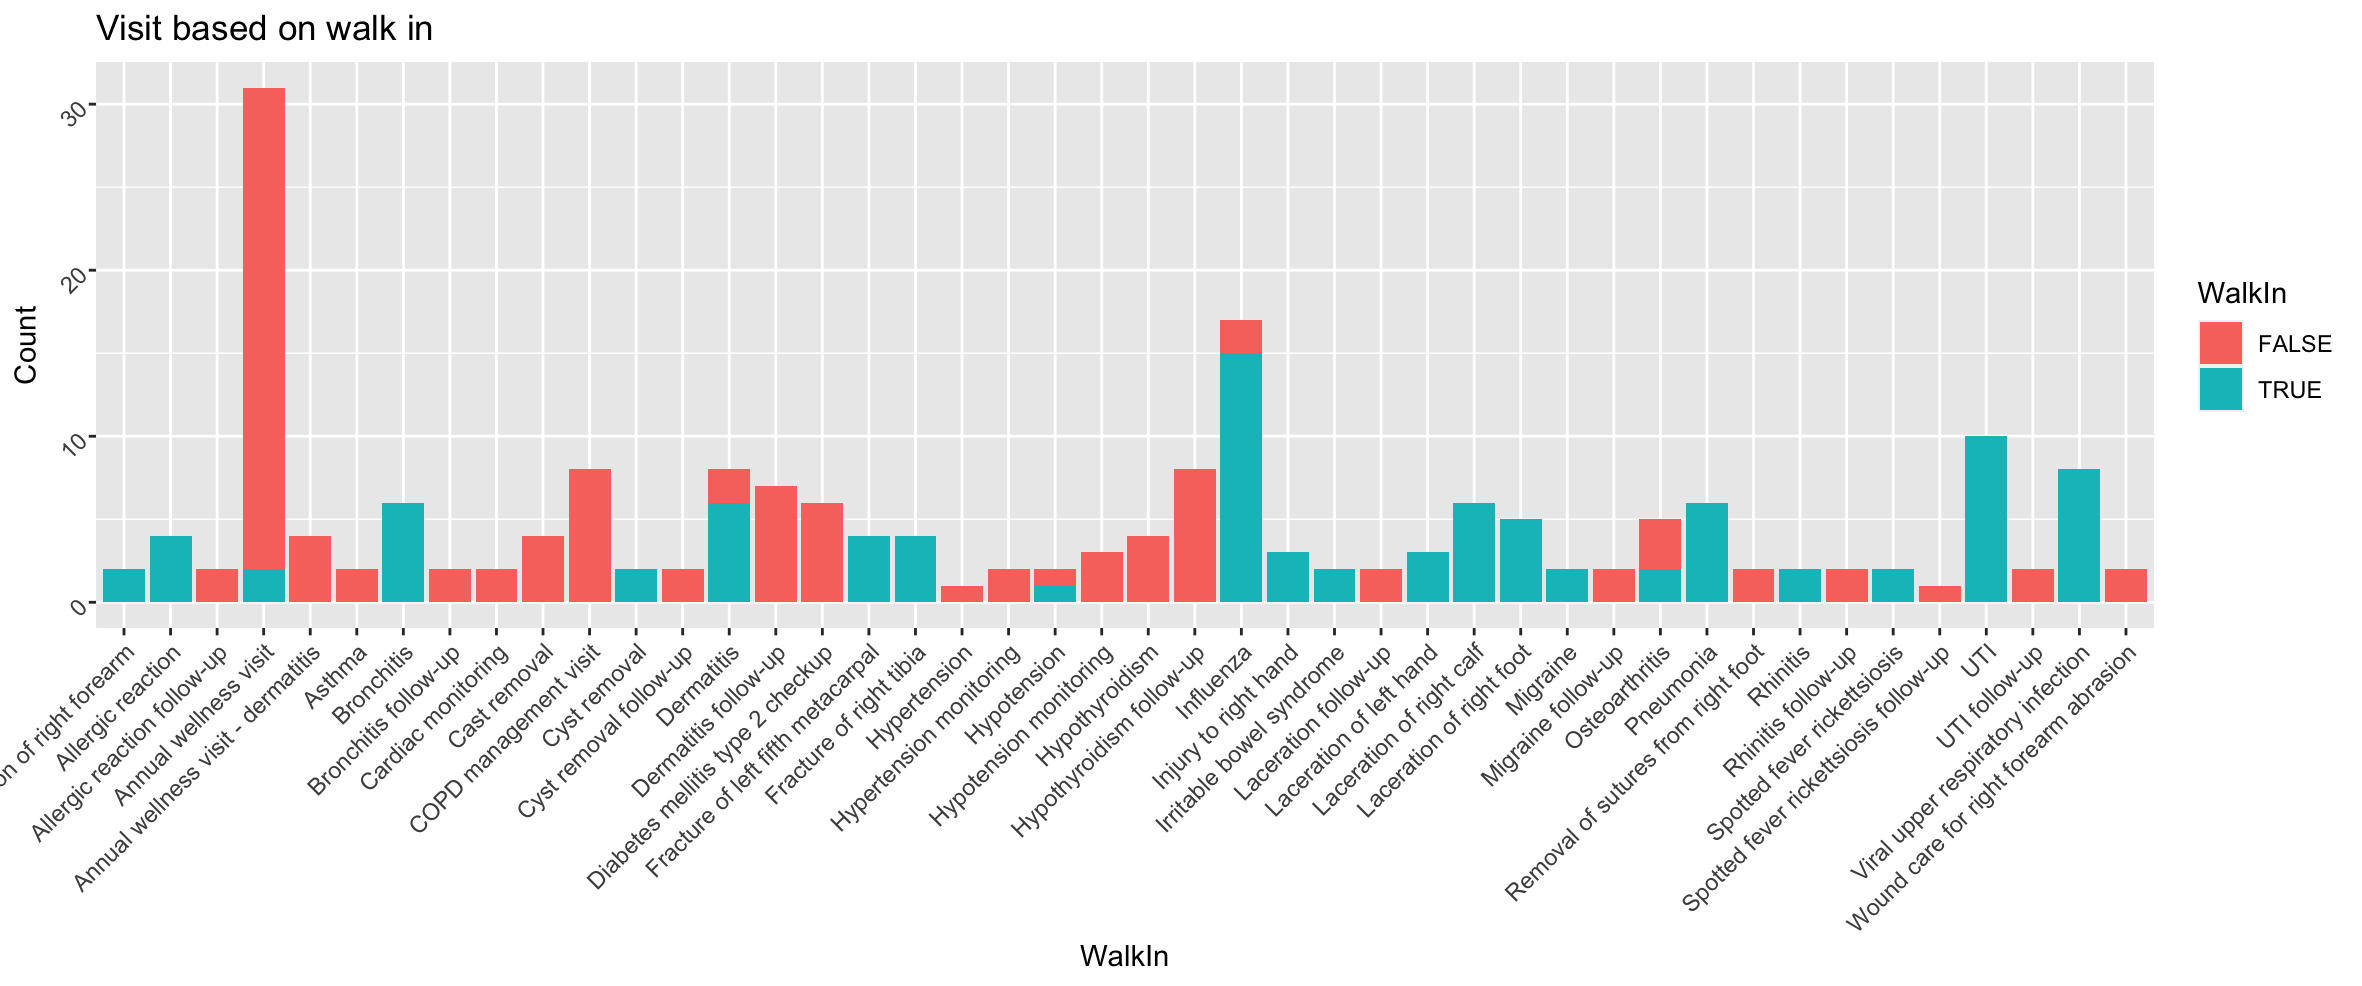 Visit based on walk in
Count
30
20
10
0
of right forearm
Allergic reaction
Allergic reaction follow-up
Annual wellness visit
Annual wellness visit - dermatitis
Asthma
Bronchitis
Bronchitis follow-up
Cardiac monitoring
Cast removal
COPD management visit
Cyst removal
Cyst removal follow-up
Dermatitis
Dermatitis follow-up
Diabetes mellitis type 2 checkup
Fracture of left fifth metacarpal
Fracture of right tibia
Hypertension
Hypertension monitoring
Hypotension
Hypotension monitoring
Hypothyroidism
Hypothyroidism follow-up
Influenza
Injury to right hand
Irritable bowel syndrome
Laceration follow-up
Laceration of left hand
Laceration of right calf
Laceration of right foot
Migraine
Migraine follow-up
Osteoarthritis
Pneumonia
Removal of sutures from right foot
Rhinitis
Rhinitis follow-up
Spotted fever rickettsiosis
Spotted fever rickettsiosis follow-up
UTI
UTI follow-up
Viral upper respiratory infection
Wound care for right forearm abrasion
WalkIn
WalkIn
FALSE
TRUE